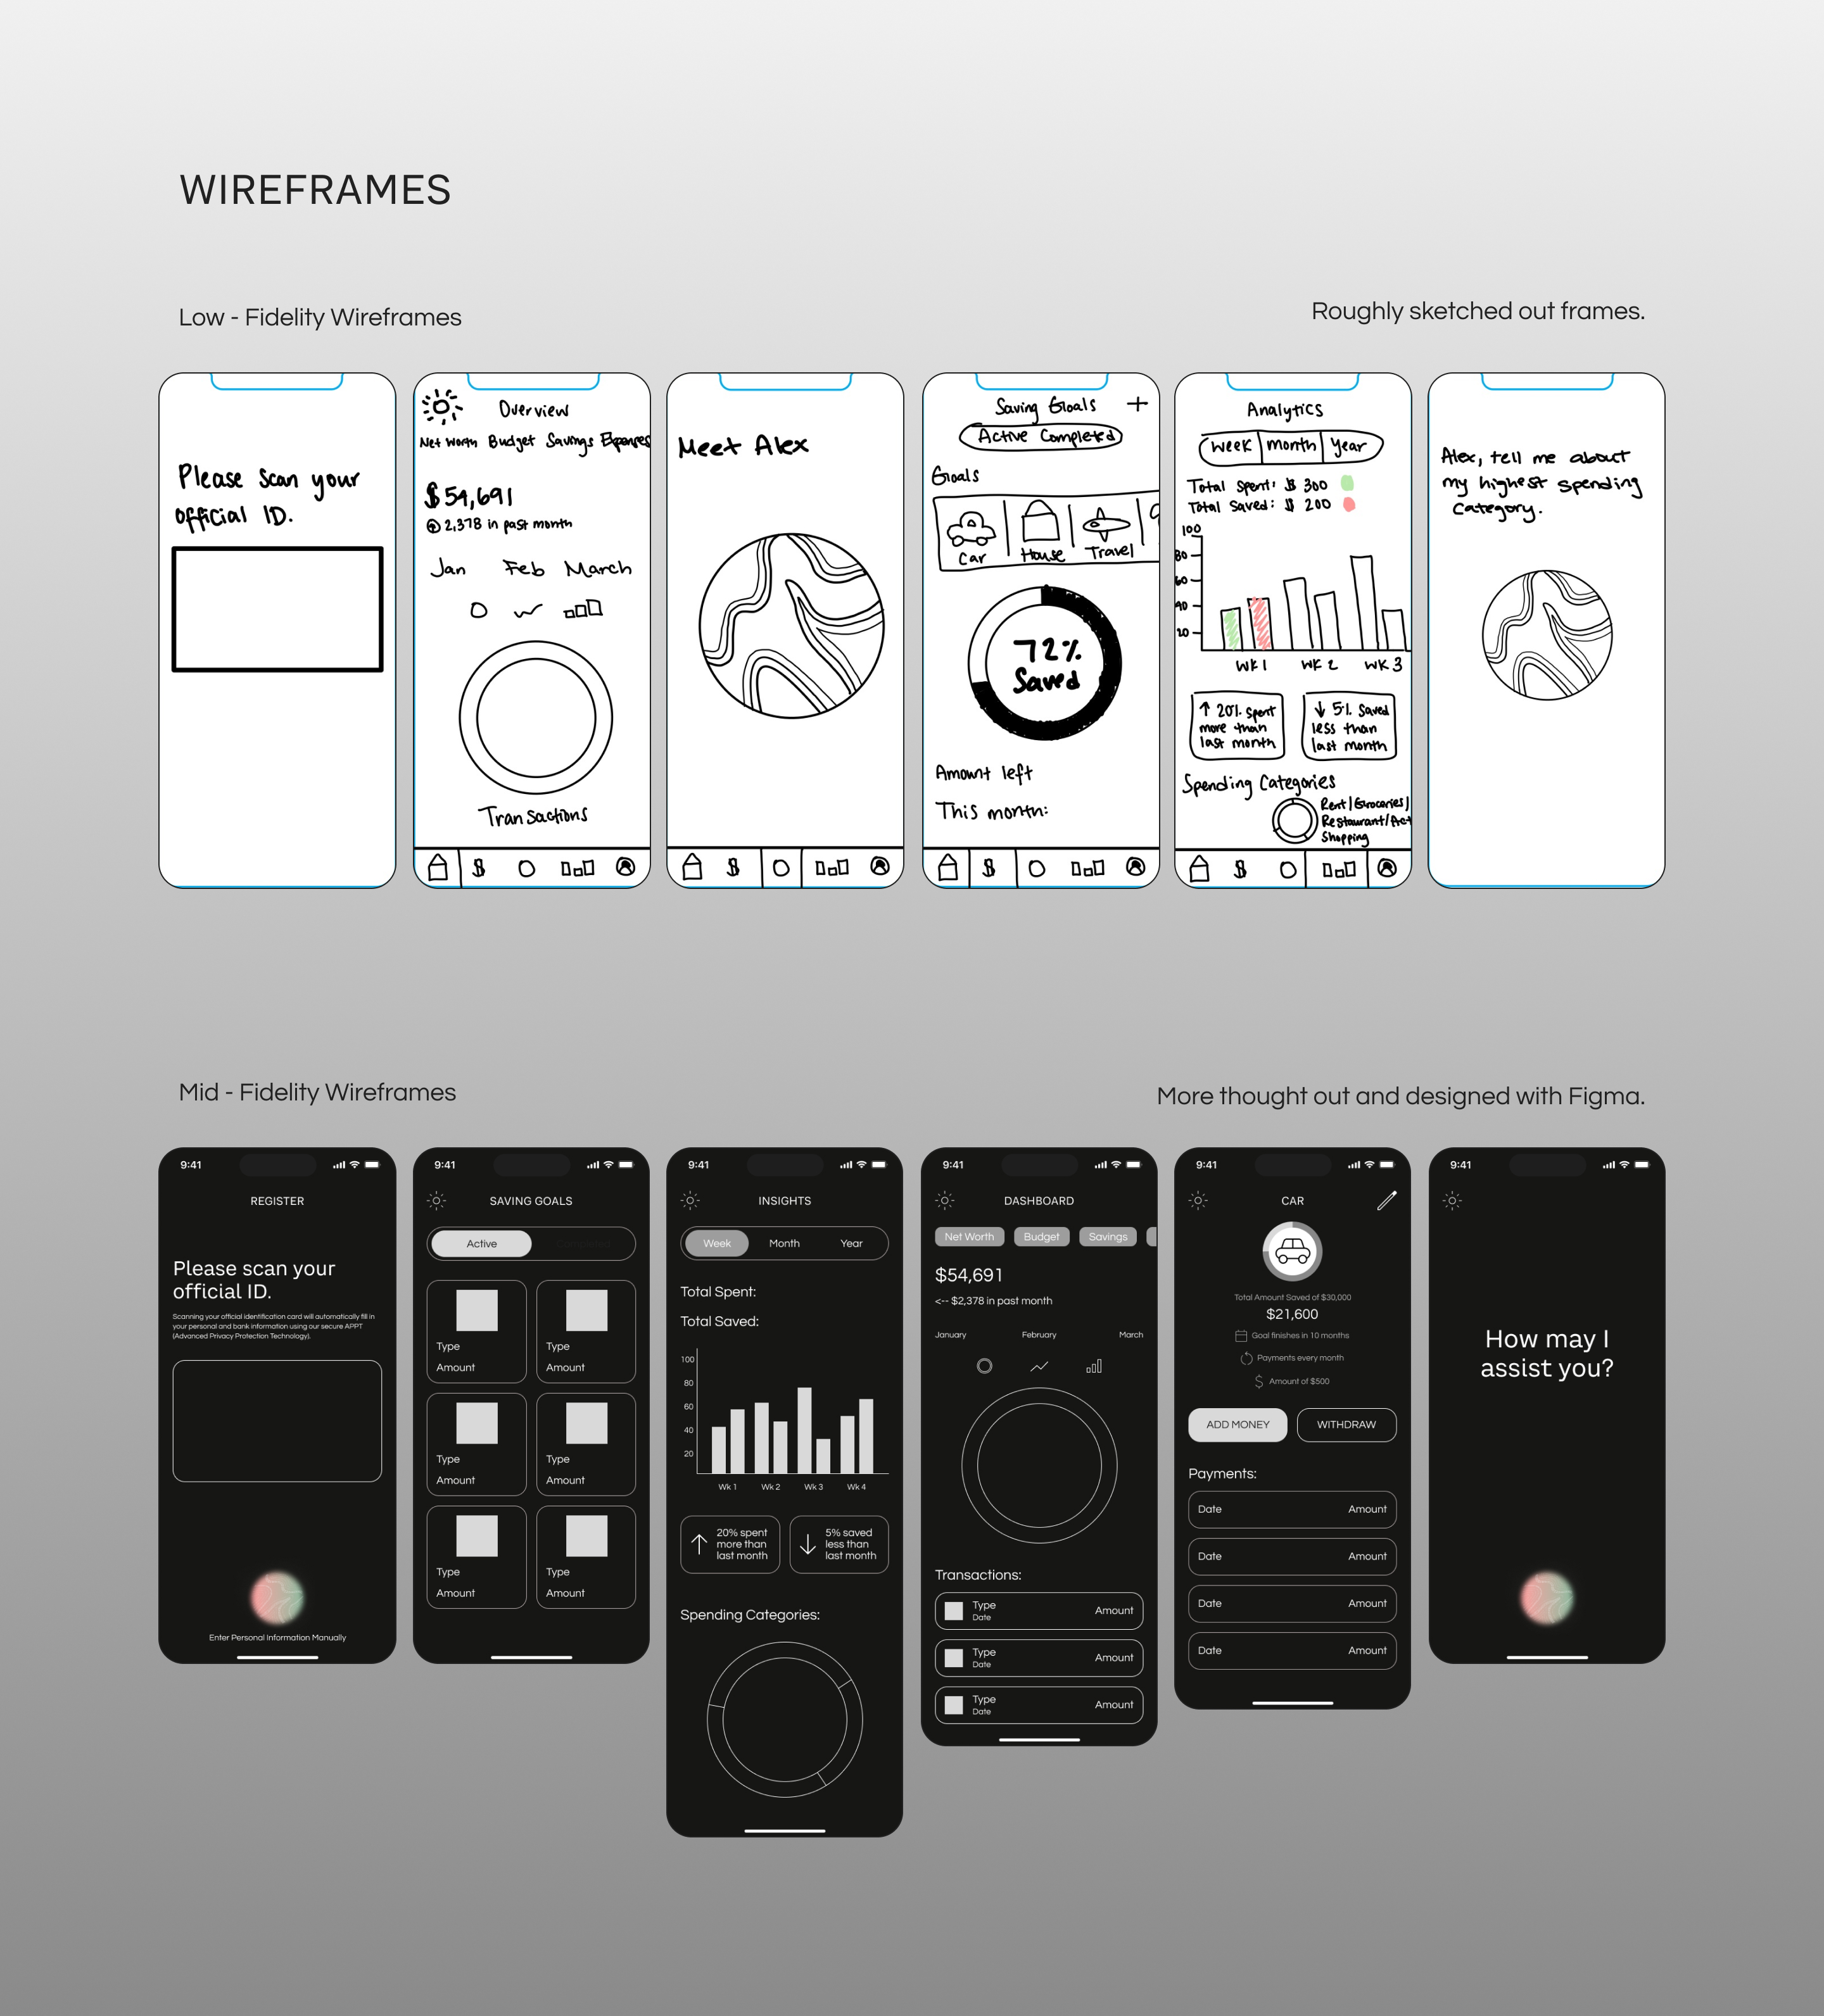 WIREFRAMES
Low - Fidelity Wireframes
Roughly sketched out frames.
Please scan your
official ID.
Overview
Net Worth Budget Savings Expenses
$54,691
2,378 in past month
Jan Feb March
Transactions
$
Meet Alex
$
Saving Goals +
Active Completed
Goals
Car House Travel
72%
Saved
Amount left
This month:
$
Analytics
Week Month Year
Total Spent: $ 300
Total Saved: $ 200
100
80
60
40
20
WK 1 WK 2 WK 3
↑ 20% spent
more than
last month
↓ 5% saved
less than
last month
Spending Categories
Rent/Groceries/
Restaurant/Act
Shopping
$
Alex, tell me about
my highest spending
category.
Mid - Fidelity Wireframes
More thought out and designed with Figma.
9:41
REGISTER
Please scan your
official ID.
Scanning your official identification card will automatically fill in
your personal and bank information using our secure APPT
(Advanced Privacy Protection Technology).
Enter Personal Information Manually
9:41
SAVING GOALS
Active
Type
Amount
Type
Amount
Type
Amount
Type
Amount
Type
Amount
Type
Amount
9:41
INSIGHTS
Week Month Year
Total Spent:
Total Saved:
100
80
60
40
20
Wk 1 Wk 2 Wk 3 Wk 4
20% spent
more than
last month
5% saved
less than
last month
Spending Categories:
9:41
DASHBOARD
Net Worth Budget Savings
$54,691
<-- $2,378 in past month
January February March
Transactions:
Type
Date
Amount
Type
Date
Amount
Type
Date
Amount
9:41
CAR
Total Amount Saved of $30,000
$21,600
Goal finishes in 10 months
Payments every month
$ Amount of $500
ADD MONEY WITHDRAW
Payments:
Date Amount
Date Amount
Date Amount
Date Amount
9:41
How may I
assist you?